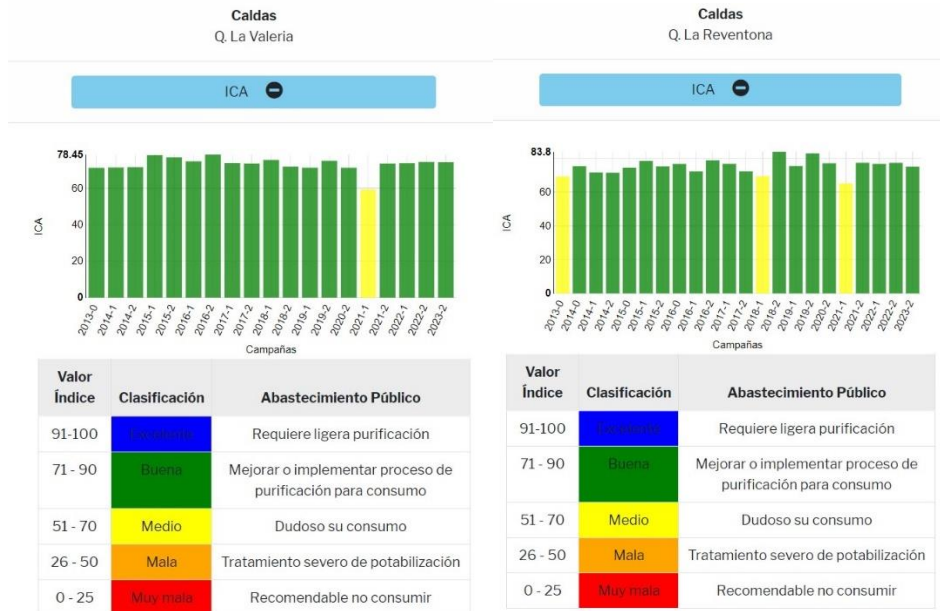 Caldas
Q. La Valeria
ICA
78.45
60
40
20
0
ICA
2013-0
2014-1
2014-2
2015-1
2015-2
2016-1
2016-2
2017-1
2017-2
2018-1
2018-2
2019-1
2019-2
2020-2
2021-1
2021-2
2022-1
2022-2
2023-2
Campañas
Valor Índice Clasificación Abastecimiento Público
91-100 Requiere ligera purificación
71 - 90 Buena Mejorar o implementar proceso de
purificación para consumo
51 - 70 Medio Dudoso su consumo
26 - 50 Mala Tratamiento severo de potabilización
0 - 25 Muy mala Recomendable no consumir
Caldas
Q. La Reventona
ICA
83.8
60
40
20
0
ICA
2013-0
2014-0
2014-1
2014-2
2015-0
2015-1
2015-2
2016-0
2016-1
2016-2
2017-1
2017-2
2018-1
2018-2
2019-1
2019-2
2020-2
2021-1
2021-2
2022-1
2022-2
2023-2
Campañas
Valor Índice Clasificación Abastecimiento Público
91-100 Requiere ligera purificación
71 - 90 Buena Mejorar o implementar proceso de
purificación para consumo
51 - 70 Medio Dudoso su consumo
26 - 50 Mala Tratamiento severo de potabilización
0 - 25 Muy mala Recomendable no consumir